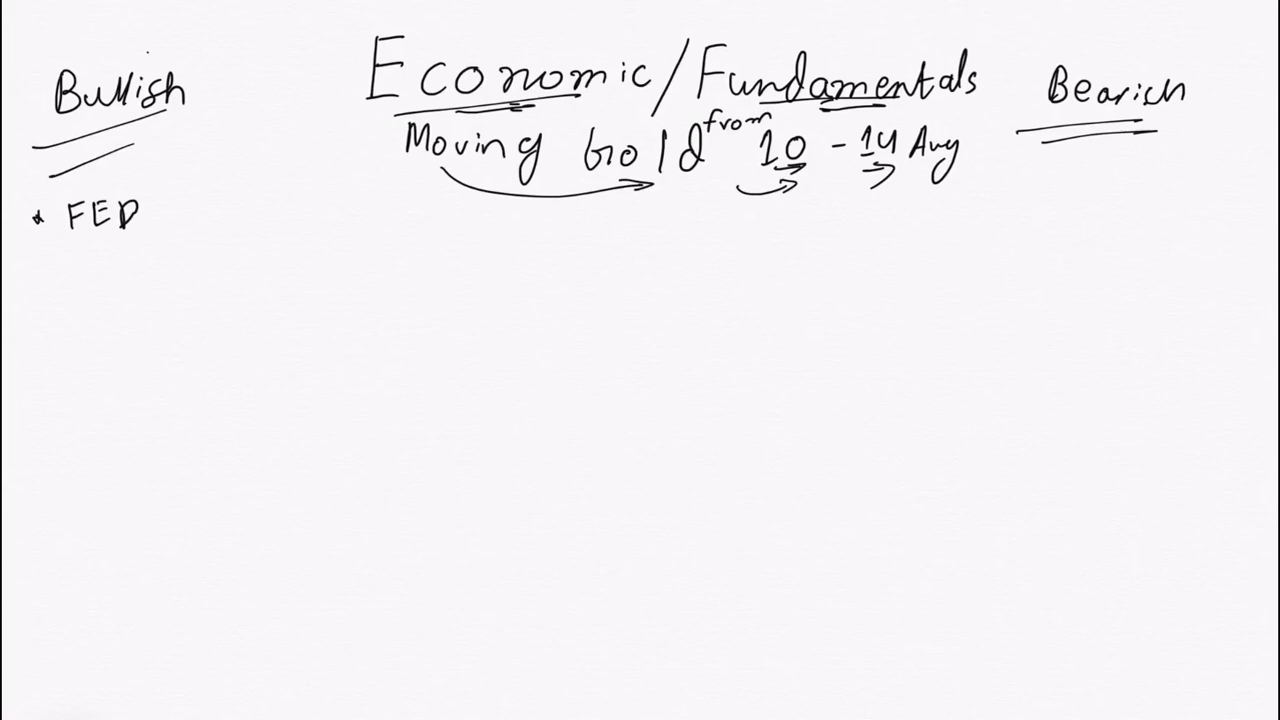 Bullish
Economic/Fundamentals
Bearish
Moving Gold from 10 - 14 Aug
* FED